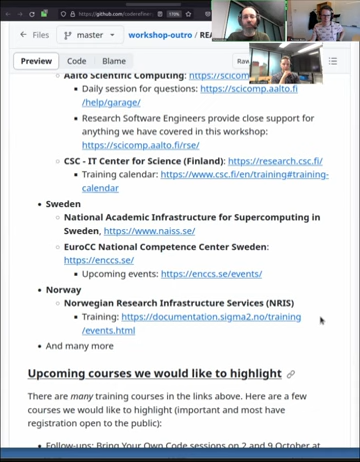 https://github.com/coderefine
170%
Files
master
workshop-outro / RE
Preview
Code
Blame
Raw
Aalto Scientific Computing: https://scicom
Daily session for questions: https://scicomp.aalto.fi
/help/garage/
Research Software Engineers provide close support for
anything we have covered in this workshop:
https://scicomp.aalto.fi/rse/
CSC - IT Center for Science (Finland): https://research.csc.fi/
Training calendar: https://www.csc.fi/en/training#training-
calendar
Sweden
National Academic Infrastructure for Supercomputing in
Sweden, https://www.naiss.se/
EuroCC National Competence Center Sweden:
https://enccs.se/
Upcoming events: https://enccs.se/events/
Norway
Norwegian Research Infrastructure Services (NRIS)
Training: https://documentation.sigma2.no/training
/events.html
And many more
Upcoming courses we would like to highlight
There are many training courses in the links above. Here are a few
courses we would like to highlight (important and most have
registration open to the public):
Follow-ups: Bring Your Own Code sessions on 2 and 9 October at